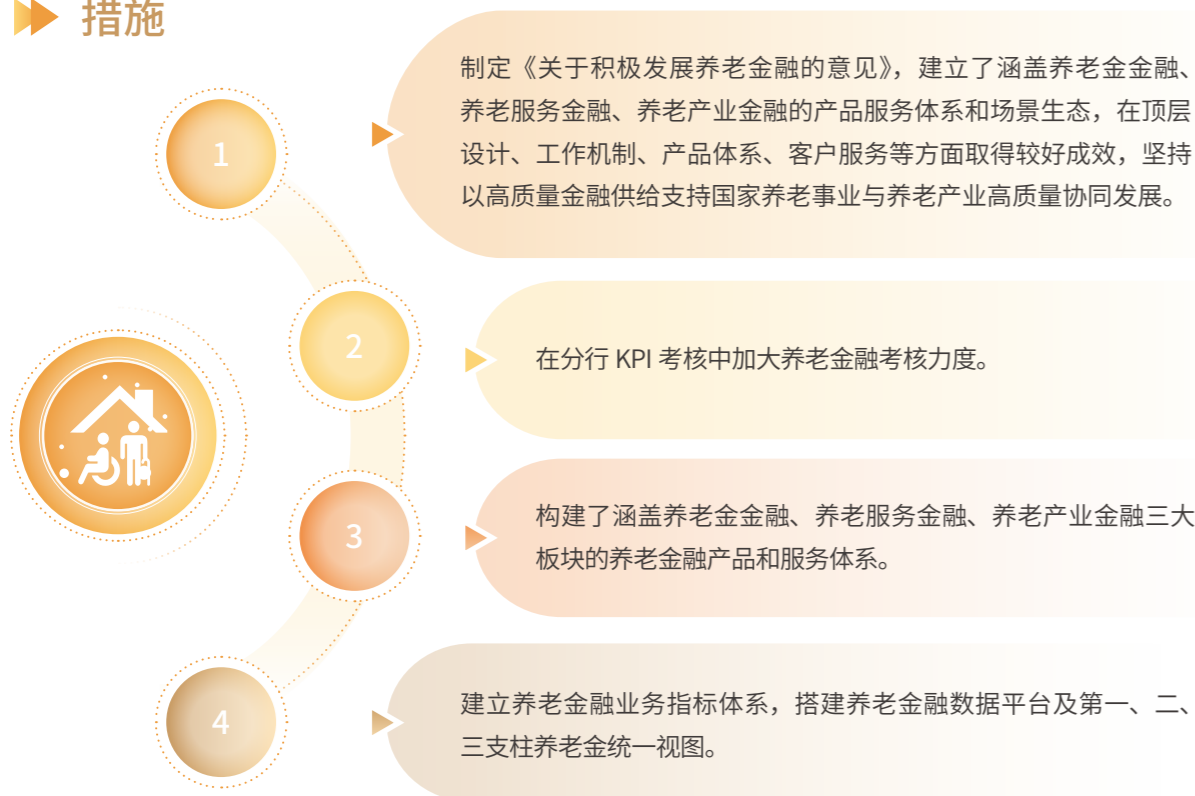 措施
1
制定《关于积极发展养老金融的意见》，建立了涵盖养老金金融、
养老服务金融、养老产业金融的产品服务体系和场景生态，在顶层
设计、工作机制、产品体系、客户服务等方面取得较好成效，坚持
以高质量金融供给支持国家养老事业与养老产业高质量协同发展。
2
在分行 KPI 考核中加大养老金融考核力度。
3
构建了涵盖养老金金融、养老服务金融、养老产业金融三大
板块的养老金融产品和服务体系。
4
建立养老金融业务指标体系，搭建养老金融数据平台及第一、二、
三支柱养老金统一视图。